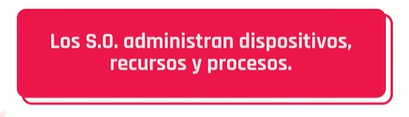 Los S.O. administran dispositivos,
recursos y procesos.